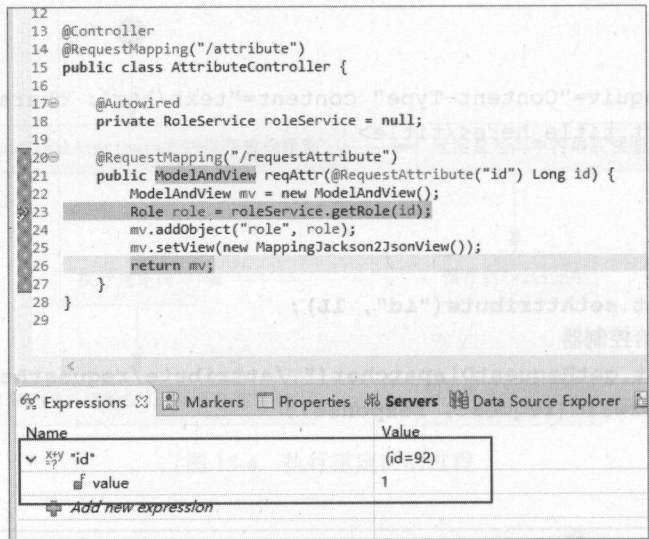 12
13 @Controller
14 @RequestMapping("/attribute")
15 public class AttributeController {
16
17 @Autowired
18 private RoleService roleService = null;
19
20 @RequestMapping("/requestAttribute")
21 public ModelAndView reqAttr(@RequestAttribute("id") Long id) {
22 ModelAndView mv = new ModelAndView();
23 Role role = roleService.getRole(id);
24 mv.addObject("role", role);
25 mv.setView(new MappingJackson2JsonView());
26 return mv;
27 }
28 }
29
Expressions Markers Properties Servers Data Source Explorer
Name Value
"id" (id=92)
value 1
Add new expression